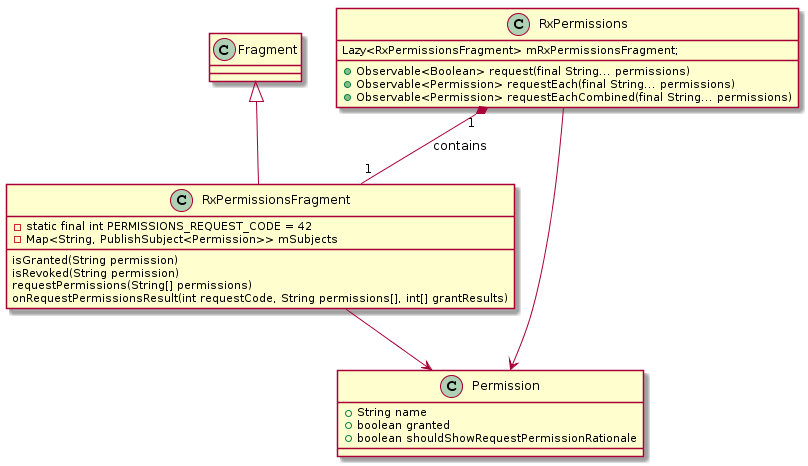 C Fragment
C RxPermissions
Lazy<RxPermissionsFragment> mRxPermissionsFragment;
Observable<Boolean> request(final String... permissions)
Observable<Permission> requestEach(final String... permissions)
Observable<Permission> requestEachCombined(final String... permissions)
1
contains
1
C RxPermissionsFragment
static final int PERMISSIONS_REQUEST_CODE = 42
Map<String, PublishSubject<Permission>> mSubjects
isGranted(String permission)
isRevoked(String permission)
requestPermissions(String[] permissions)
onRequestPermissionsResult(int requestCode, String permissions[], int[] grantResults)
C Permission
String name
boolean granted
boolean shouldShowRequestPermissionRationale